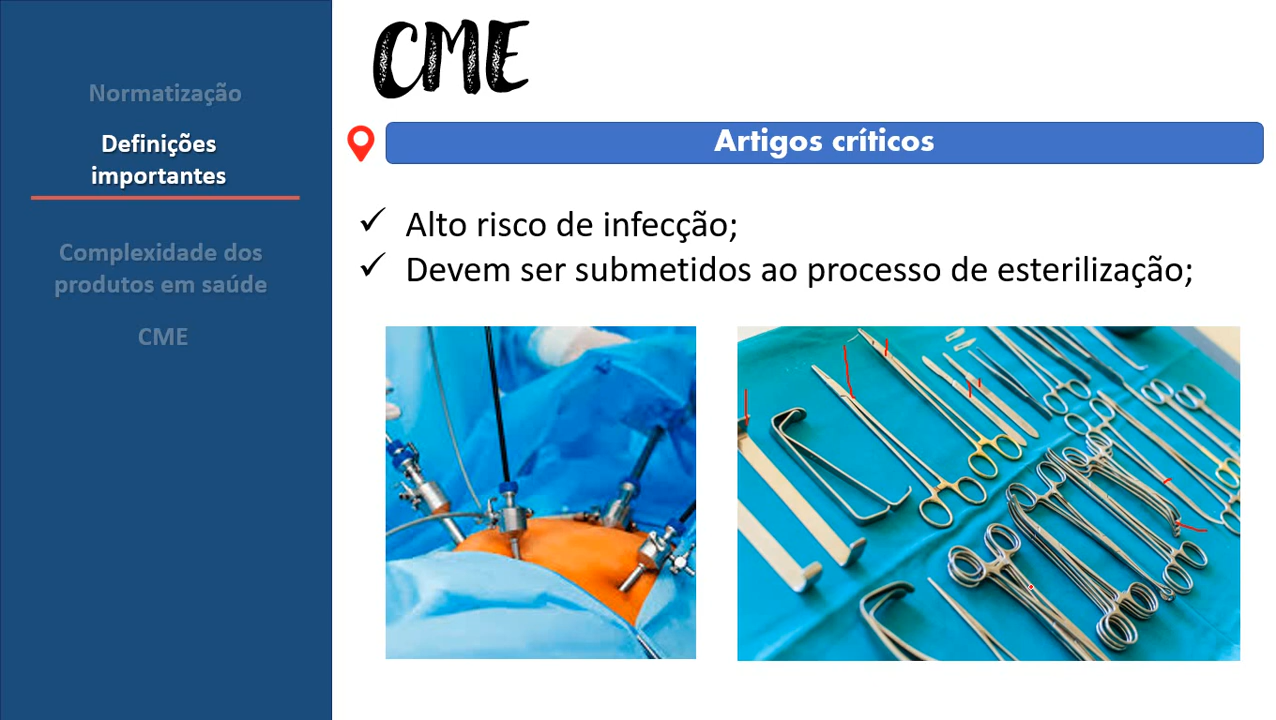 Normatização
Definições
importantes
Complexidade dos
produtos em saúde
CME
CME
Artigos críticos
✓ Alto risco de infecção;
✓ Devem ser submetidos ao processo de esterilização;